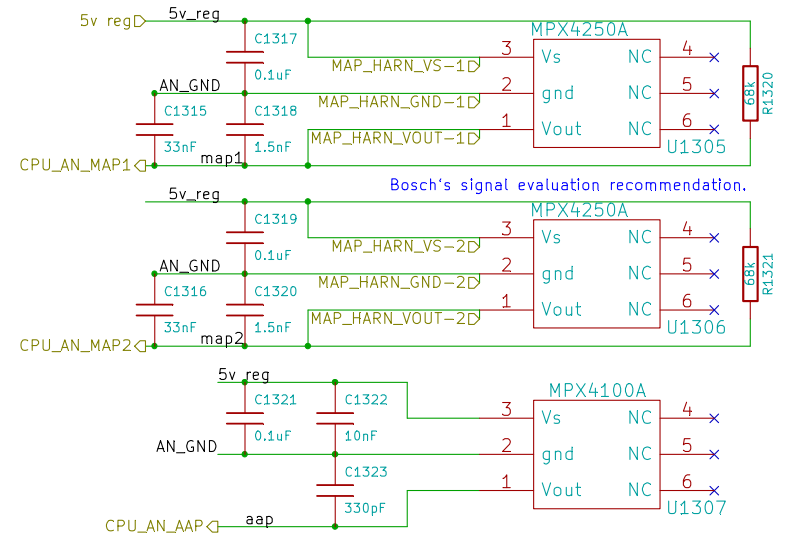 5v reg
5v_reg
MPX4250A
C1317
0.1uF
MAP_HARN_VS-1
3 Vs NC 4
AN_GND
C1315
33nF
C1318
1.5nF
MAP_HARN_GND-1
2 gnd NC 5
68k
R1320
MAP_HARN_VOUT-1
1 Vout NC 6
U1305
CPU_AN_MAP1
map1
Bosch's signal evaluation recommendation.
5v_reg
MPX4250A
C1319
0.1uF
MAP_HARN_VS-2
3 Vs NC 4
AN_GND
C1316
33nF
C1320
1.5nF
MAP_HARN_GND-2
2 gnd NC 5
68k
R1321
MAP_HARN_VOUT-2
1 Vout NC 6
U1306
CPU_AN_MAP2
map2
5v_reg
MPX4100A
C1321
0.1uF
C1322
10nF
3 Vs NC 4
AN_GND
2 gnd NC 5
C1323
330pF
1 Vout NC 6
U1307
CPU_AN_AAP
aap